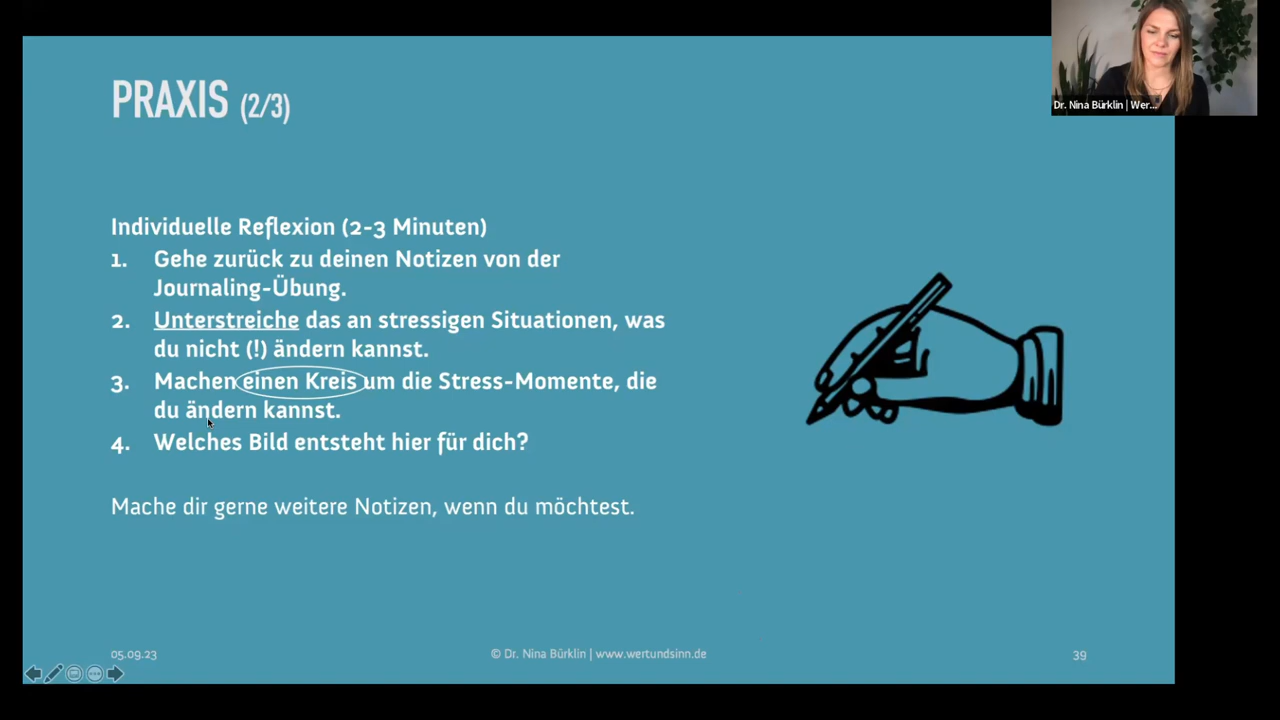 PRAXIS (2/3)
Dr. Nina Bürklin | Wer...
Individuelle Reflexion (2-3 Minuten)
1. Gehe zurück zu deinen Notizen von der
Journaling-Übung.
2. Unterstreiche das an stressigen Situationen, was
du nicht (!) ändern kannst.
3. Machen einen Kreis um die Stress-Momente, die
du ändern kannst.
4. Welches Bild entsteht hier für dich?
Mache dir gerne weitere Notizen, wenn du möchtest.
05.09.23
© Dr. Nina Bürklin | www.wertundsinn.de
39